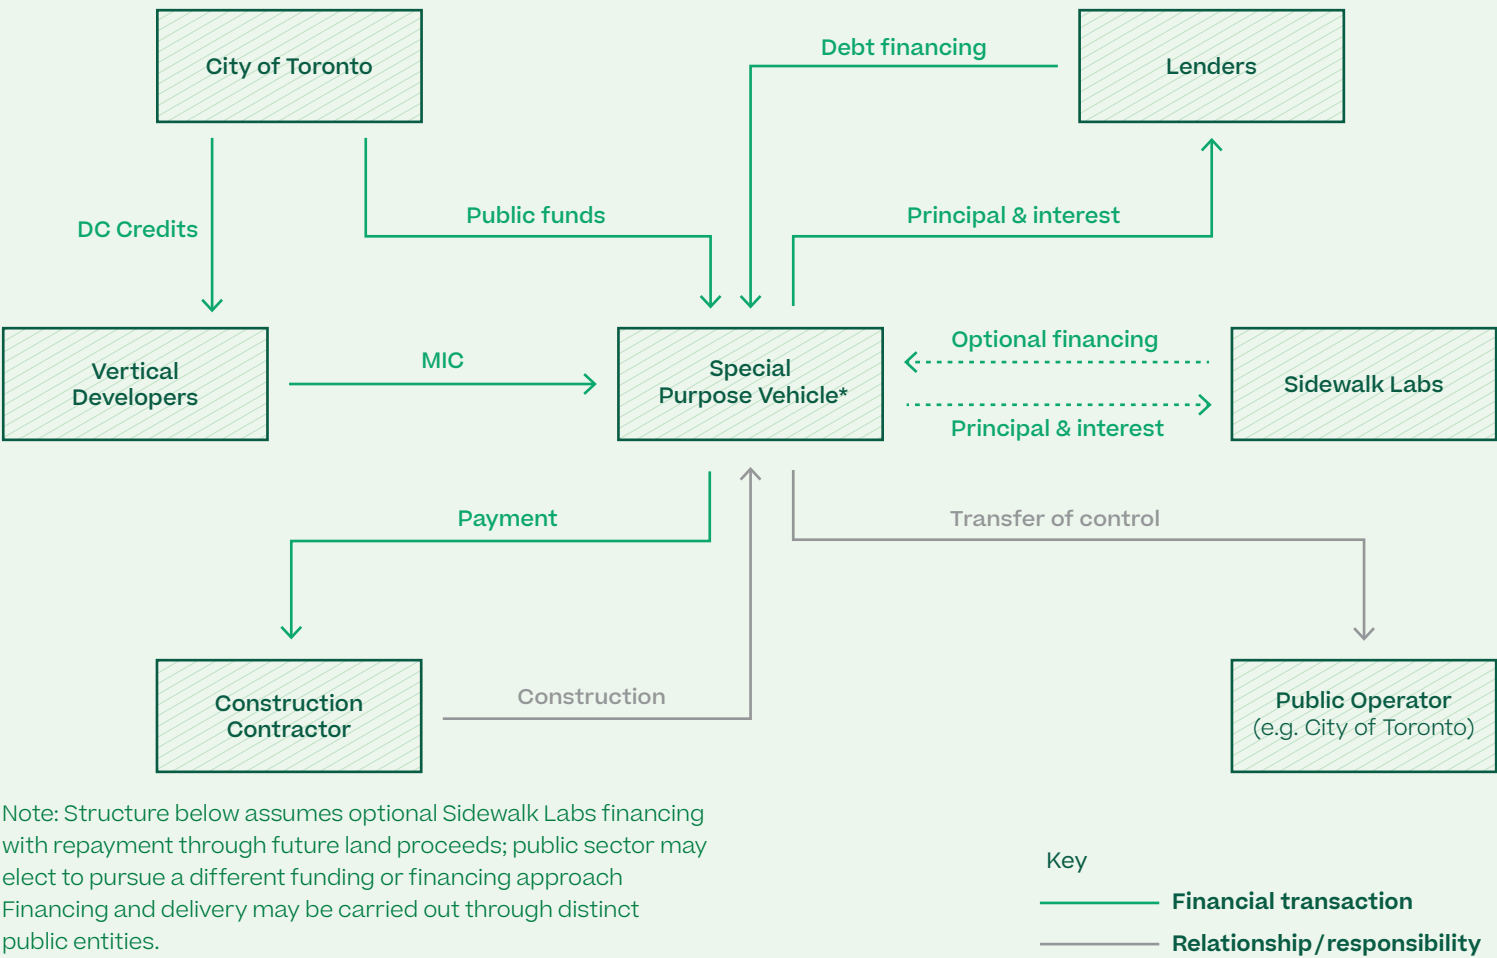 City of Toronto
Debt financing
Lenders
DC Credits
Public funds
Principal & interest
Vertical
Developers
MIC
Special
Purpose Vehicle*
Optional financing
Principal & interest
Sidewalk Labs
Payment
Transfer of control
Construction
Contractor
Construction
Public Operator
(e.g. City of Toronto)
Note: Structure below assumes optional Sidewalk Labs financing
with repayment through future land proceeds; public sector may
elect to pursue a different funding or financing approach
Financing and delivery may be carried out through distinct
public entities.
Key
Financial transaction
Relationship/responsibility